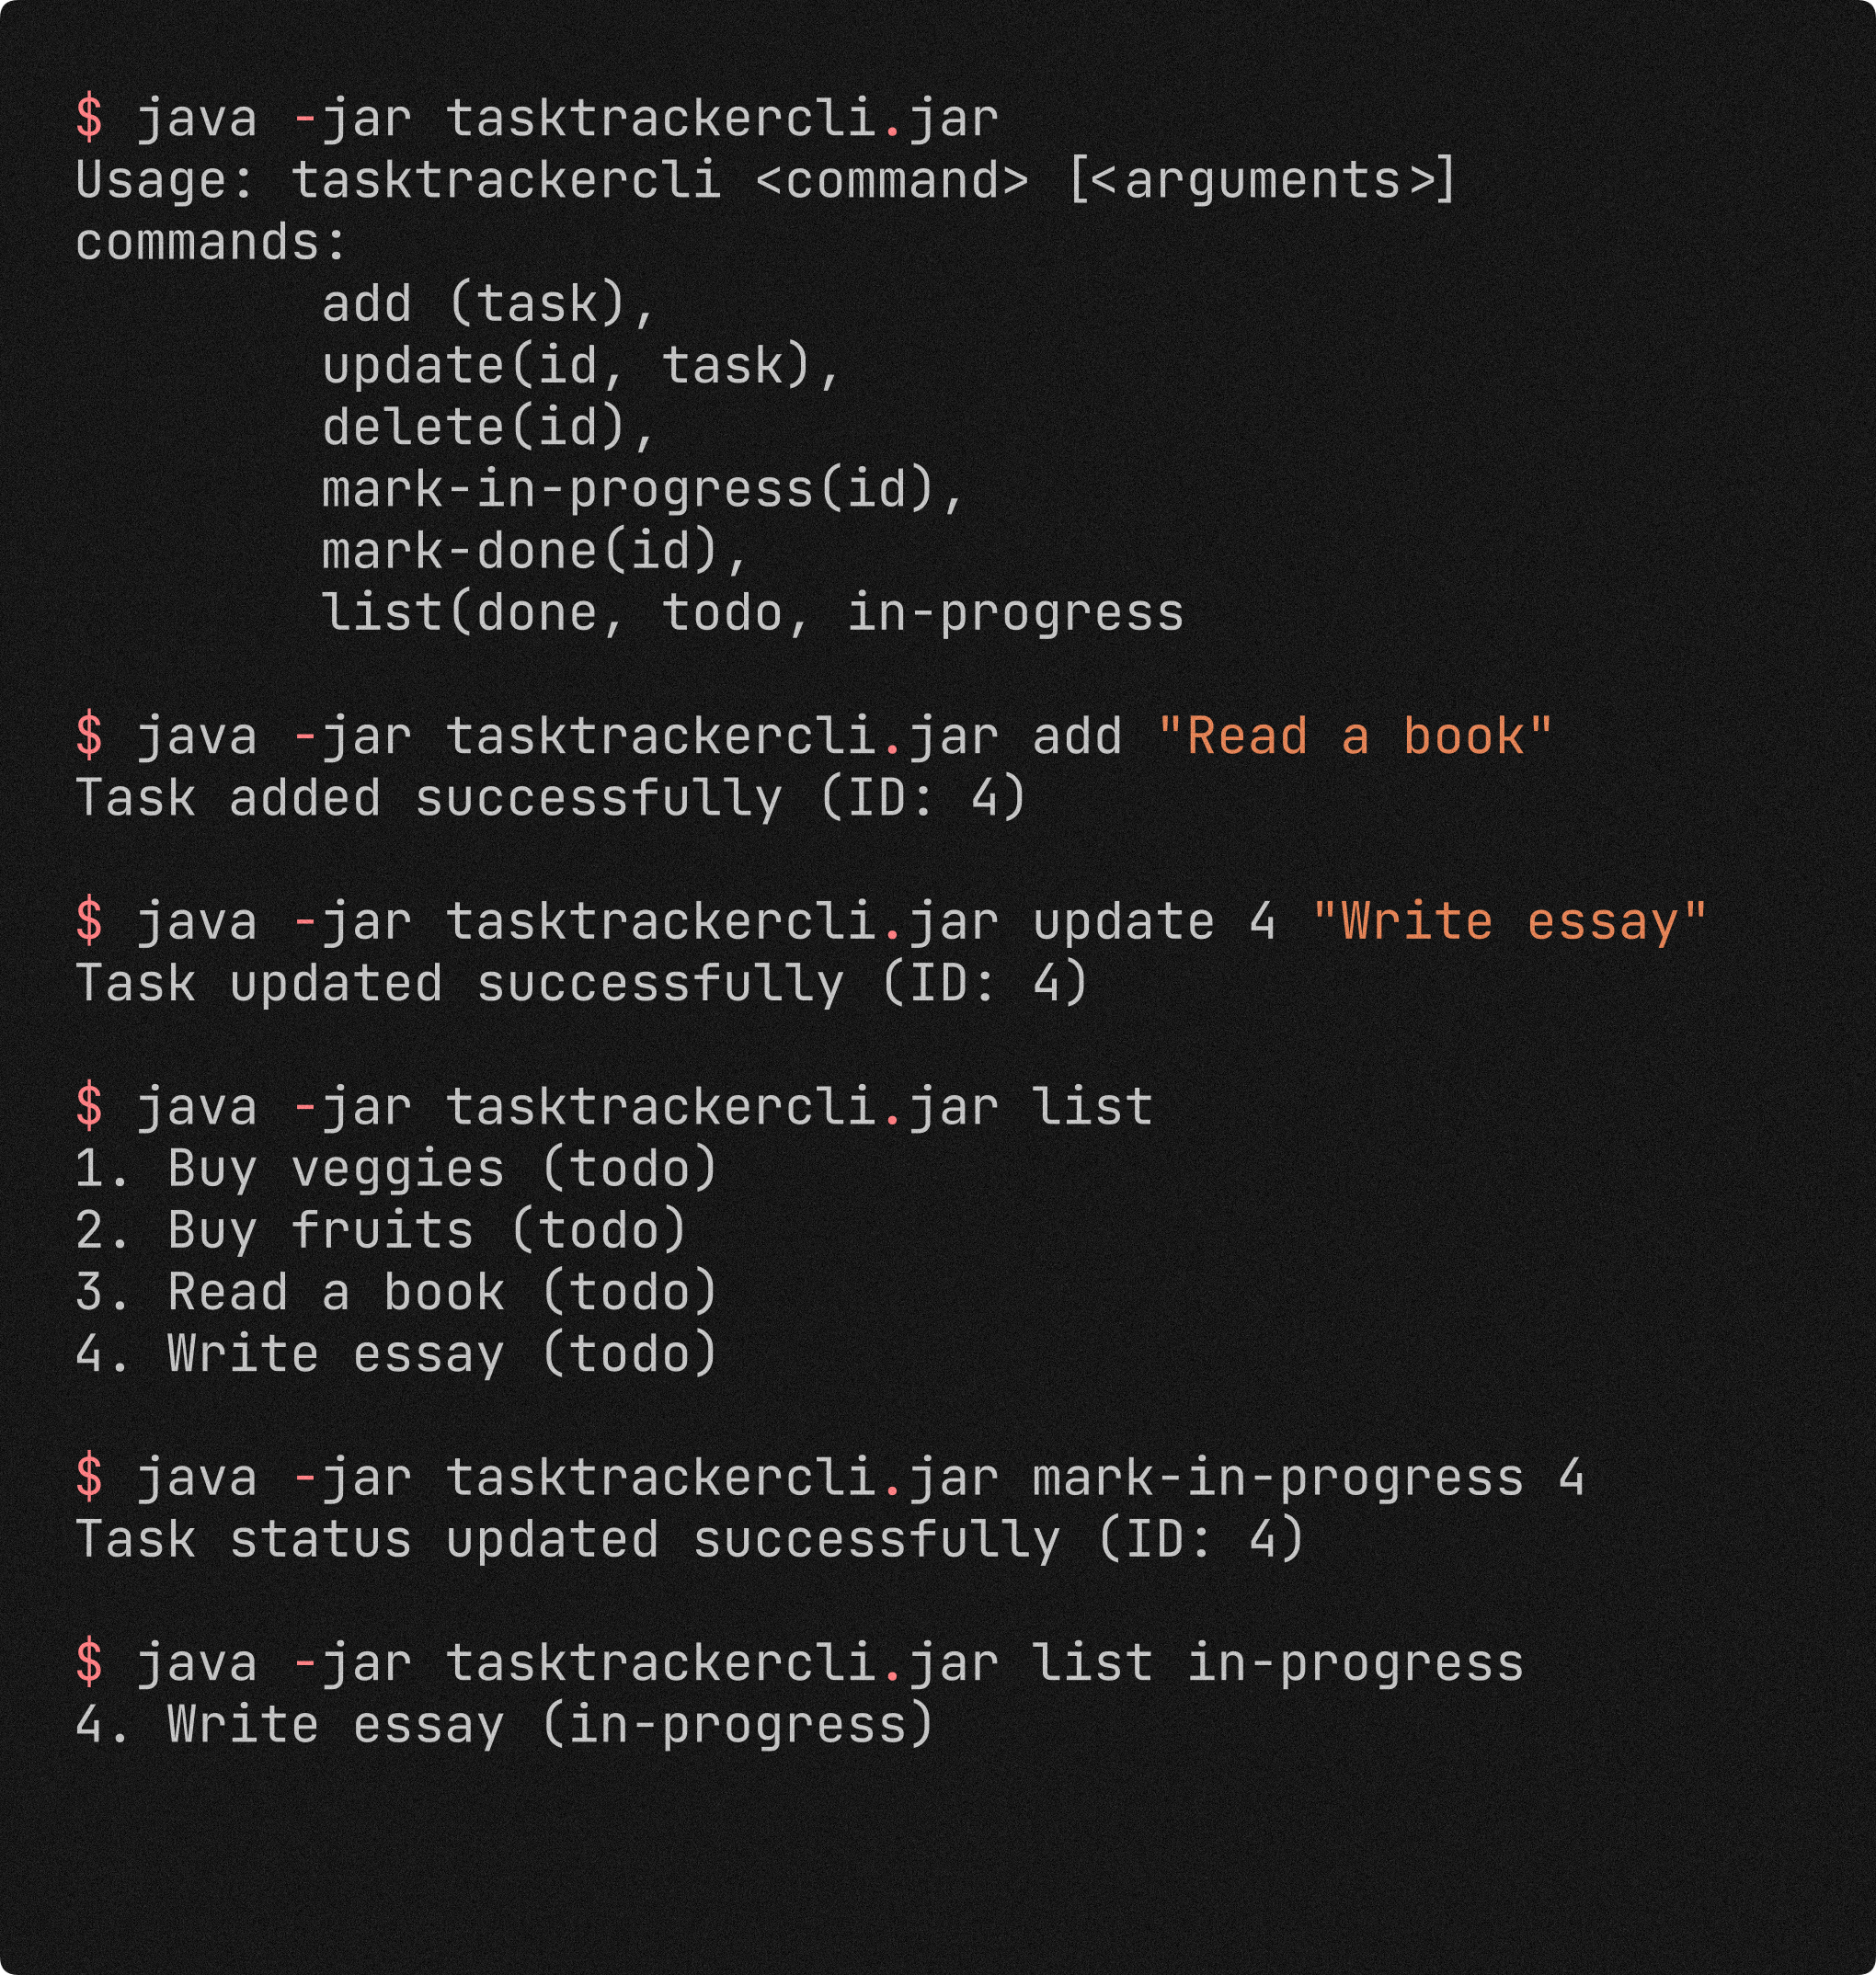 $ java -jar tasktrackercli.jar
Usage: tasktrackercli <command> [<arguments>]
commands:
        add (task),
        update(id, task),
        delete(id),
        mark-in-progress(id),
        mark-done(id),
        list(done, todo, in-progress
$ java -jar tasktrackercli.jar add "Read a book"
Task added successfully (ID: 4)
$ java -jar tasktrackercli.jar update 4 "Write essay"
Task updated successfully (ID: 4)
$ java -jar tasktrackercli.jar list
1. Buy veggies (todo)
2. Buy fruits (todo)
3. Read a book (todo)
4. Write essay (todo)
$ java -jar tasktrackercli.jar mark-in-progress 4
Task status updated successfully (ID: 4)
$ java -jar tasktrackercli.jar list in-progress
4. Write essay (in-progress)